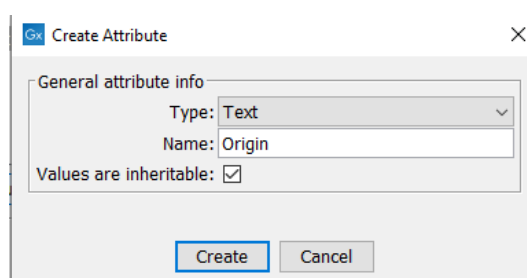 Gx Create Attribute
General attribute info
Type: Text
Name: Origin
Values are inheritable:
Create Cancel